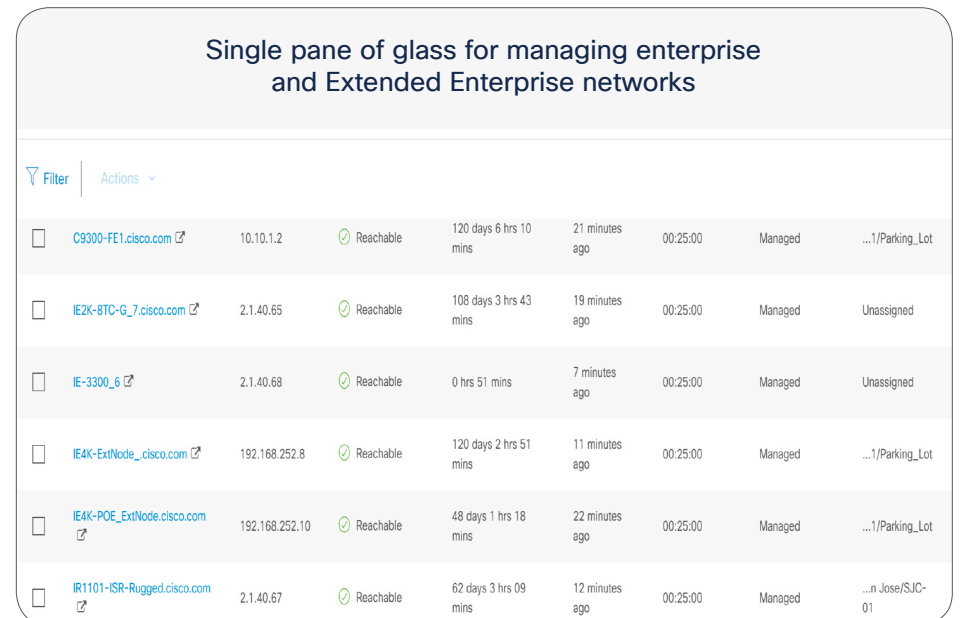 Single pane of glass for managing enterprise
and Extended Enterprise networks
Filter Actions
C9300-FE1.cisco.com 10.10.1.2 Reachable 120 days 6 hrs 10 21 minutes 00:25:00 Managed ...1/Parking_Lot
mins ago
IE2K-8TC-G_7.cisco.com 2.1.40.65 Reachable 108 days 3 hrs 43 19 minutes 00:25:00 Managed Unassigned
mins ago
IE-3300_6 2.1.40.68 Reachable 0 hrs 51 mins 7 minutes 00:25:00 Managed Unassigned
ago
IE4K-ExtNode_.cisco.com 192.168.252.8 Reachable 120 days 2 hrs 51 11 minutes 00:25:00 Managed ...1/Parking_Lot
mins ago
IE4K-POE_ExtNode.cisco.com 192.168.252.10 Reachable 48 days 1 hrs 18 22 minutes 00:25:00 Managed ...1/Parking_Lot
mins ago
IR1101-ISR-Rugged.cisco.com 2.1.40.67 Reachable 62 days 3 hrs 09 12 minutes 00:25:00 Managed ...n Jose/SJC-
mins ago 01